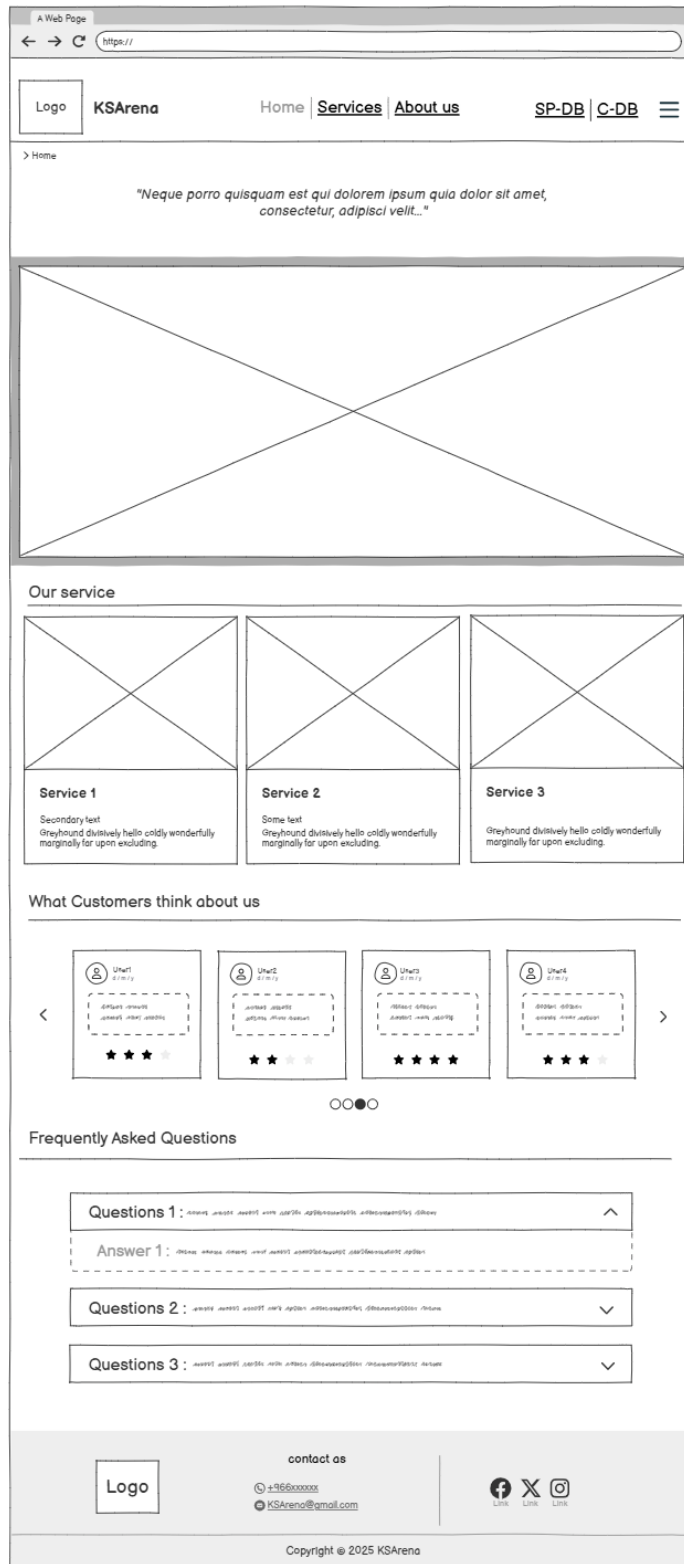 A Web Page
https://
Logo
KSArena
Home
Services
About us
SP-DB
C-DB
> Home
"Neque porro quisquam est qui dolorem ipsum quia dolor sit amet,
consectetur, adipisci velit..."
Our service
Service 1
Secondary text
Greyhound divisively hello coldly wonderfully
marginally far upon excluding.
Service 2
Some text
Greyhound divisively hello coldly wonderfully
marginally far upon excluding.
Service 3
Greyhound divisively hello coldly wonderfully
marginally far upon excluding.
What Customers think about us
User1
d/m/y
User2
d/m/y
User3
d/m/y
User4
d/m/y
Frequently Asked Questions
Questions 1 :
Answer 1 :
Questions 2 :
Questions 3 :
Logo
contact as
+966xxxxxx
KSArena@gmail.com
Link
Link
Link
Copyright © 2025 KSArena